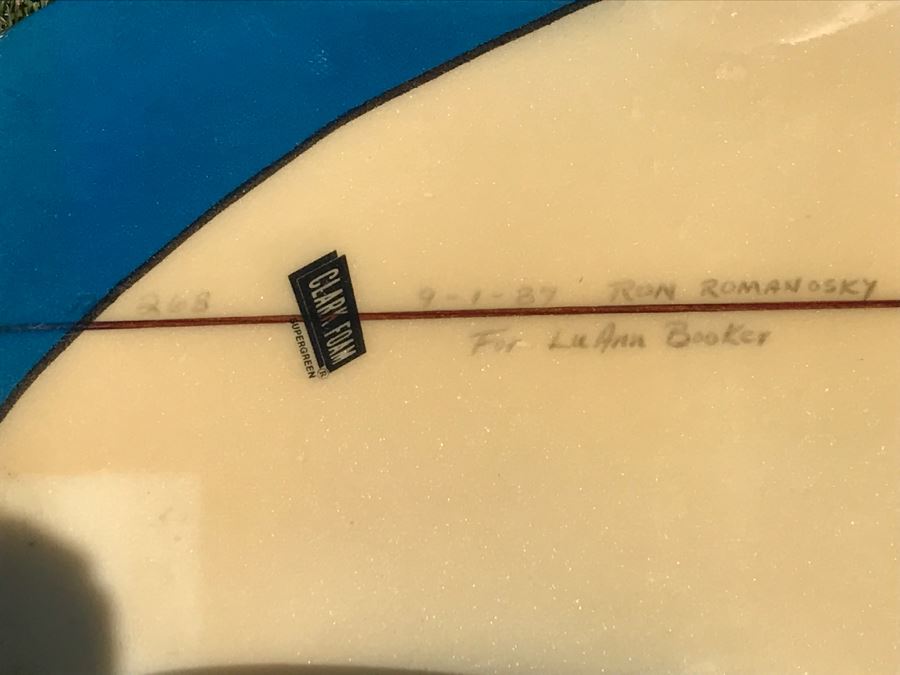 268 9-1-87 RON ROMANOSKY
For LuAnn Booker
CLARK FOAM
SUPERGREEN ®